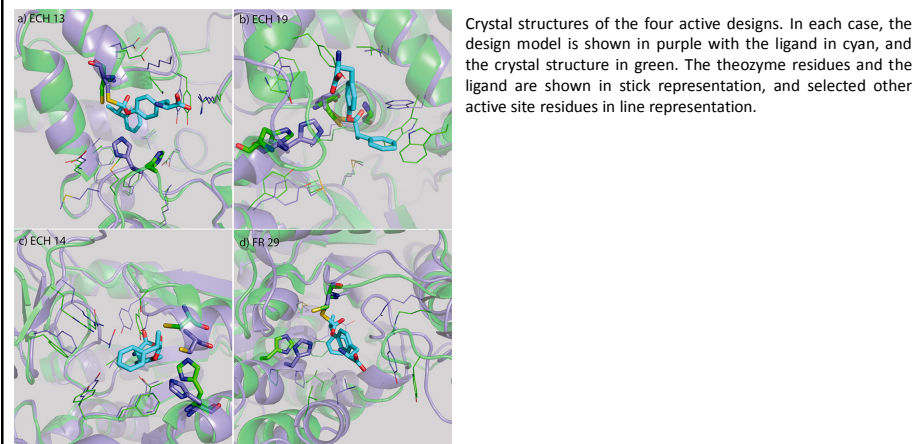 a) ECH 13
b) ECH 19
c) ECH 14
d) FR 29
Crystal structures of the four active designs. In each case, the
design model is shown in purple with the ligand in cyan, and
the crystal structure in green. The theozyme residues and the
ligand are shown in stick representation, and selected other
active site residues in line representation.